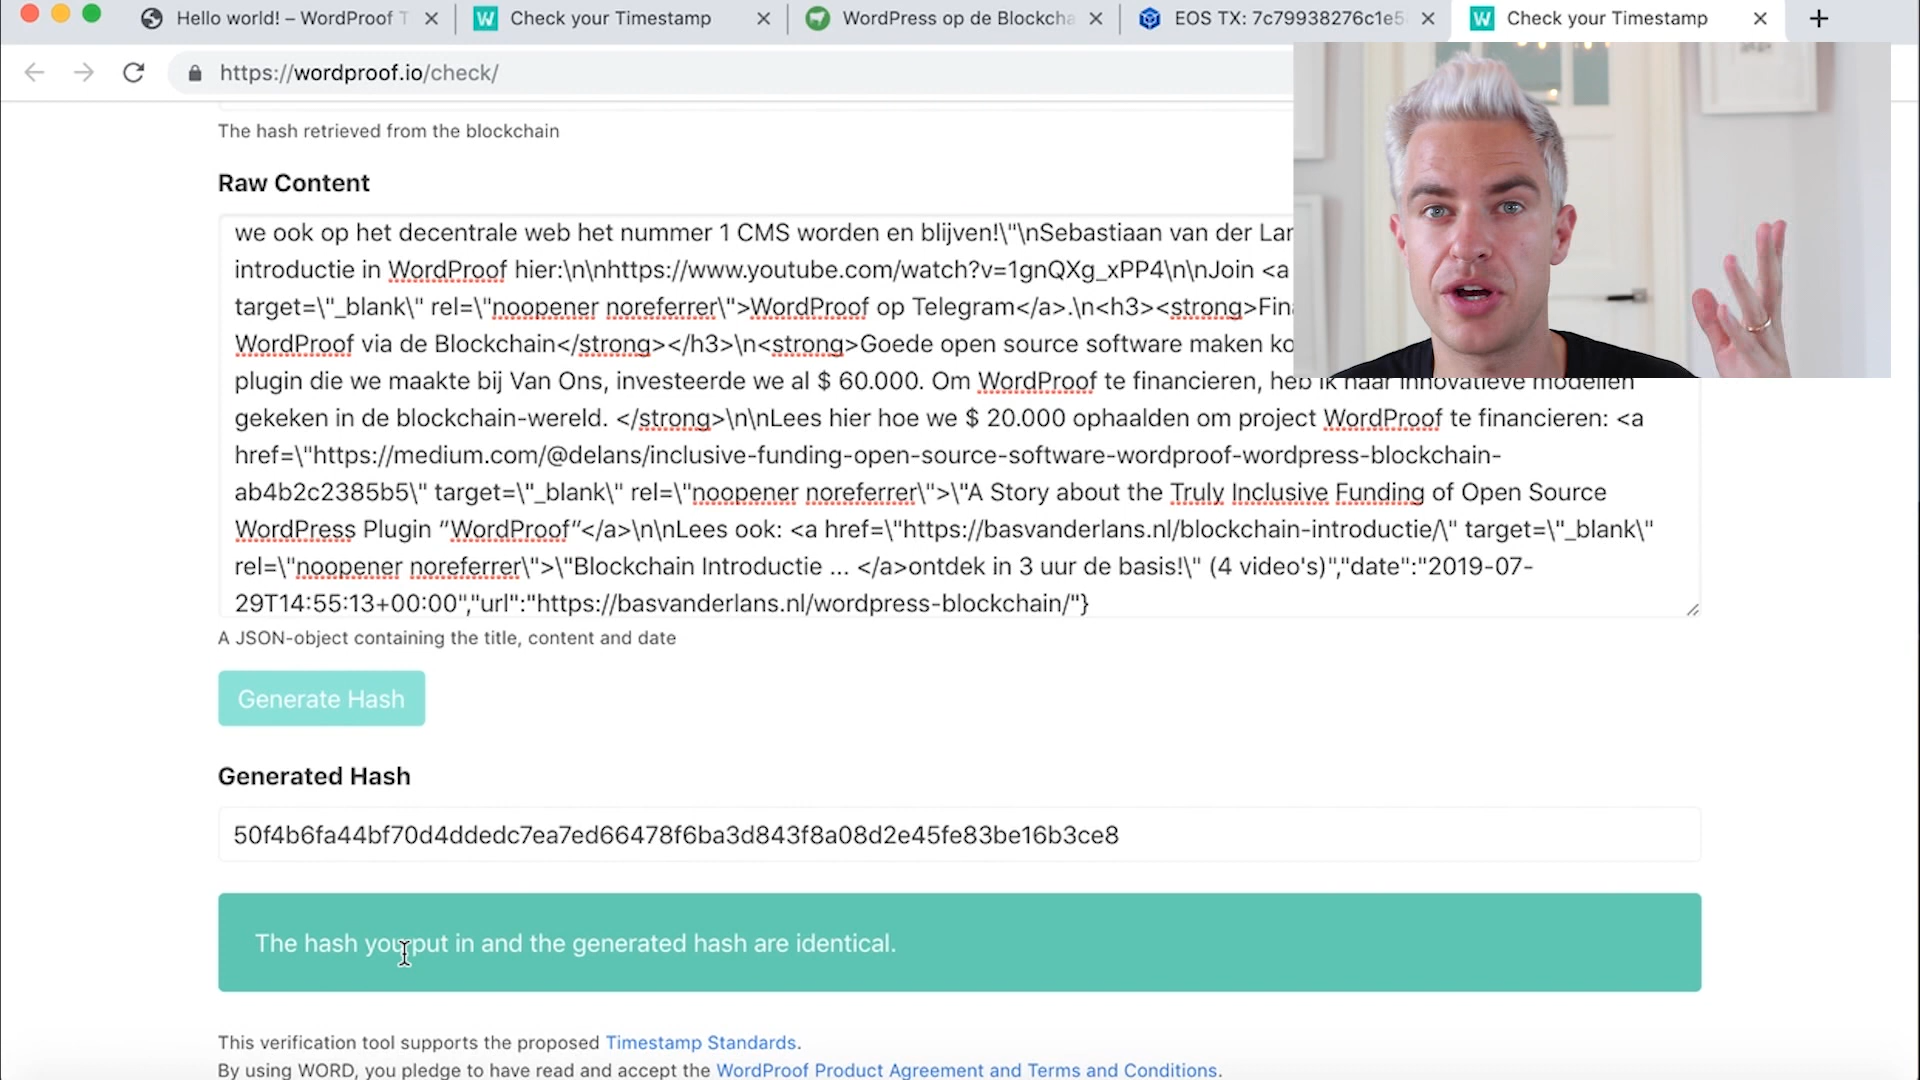 Hello world! – WordProof T
Check your Timestamp
WordPress op de Blockcha
EOS TX: 7c79938276c1e5
Check your Timestamp
https://wordproof.io/check/
The hash retrieved from the blockchain
Raw Content
we ook op het decentrale web het nummer 1 CMS worden en blijven!\"\nSebastiaan van der Lan
introductie in WordProof hier:\n\nhttps://www.youtube.com/watch?v=1gnQXg_xPP4\n\nJoin <a
target=\"_blank\" rel=\"noopener noreferrer\">WordProof op Telegram</a>.\n<h3><strong>Fin
WordProof via de Blockchain</strong></h3>\n<strong>Goede open source software maken ko
plugin die we maakte bij Van Ons, investeerde we al $ 60.000. Om WordProof te financieren, heb ik naar innovatieve modellen
gekeken in de blockchain-wereld. </strong>\n\nLees hier hoe we $ 20.000 ophaalden om project WordProof te financieren: <a
href=\"https://medium.com/@delans/inclusive-funding-open-source-software-wordproof-wordpress-blockchain-
ab4b2c2385b5\" target=\"_blank\" rel=\"noopener noreferrer\">\"A Story about the Truly Inclusive Funding of Open Source
WordPress Plugin “WordProof”</a>\n\nLees ook: <a href=\"https://basvanderlans.nl/blockchain-introductie/\" target=\"_blank\"
rel=\"noopener noreferrer\">\"Blockchain Introductie ... </a>ontdek in 3 uur de basis!\" (4 video's)","date":"2019-07-
29T14:55:13+00:00","url":"https://basvanderlans.nl/wordpress-blockchain/"}
A JSON-object containing the title, content and date
Generate Hash
Generated Hash
50f4b6fa44bf70d4ddedc7ea7ed66478f6ba3d843f8a08d2e45fe83be16b3ce8
The hash you put in and the generated hash are identical.
This verification tool supports the proposed Timestamp Standards.
By using WORD, you pledge to have read and accept the WordProof Product Agreement and Terms and Conditions.